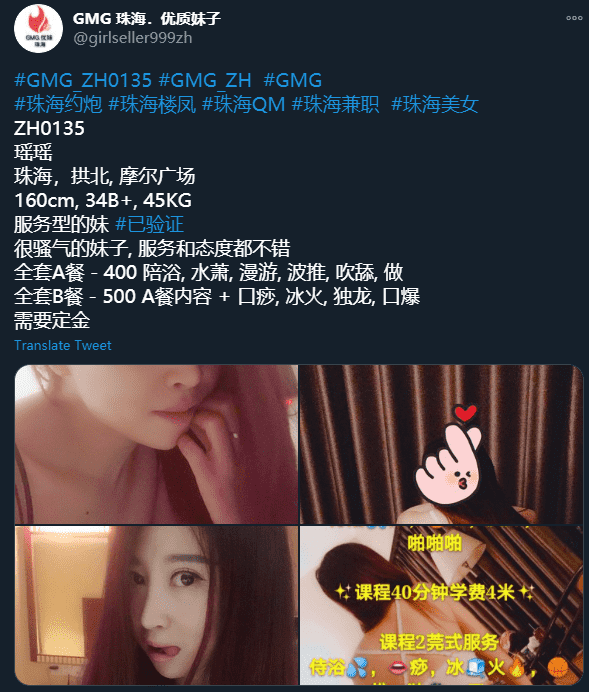 GMG 珠海．优质妹子
@girlseller999zh
GMG 优妹
珠海
#GMG_ZH0135 #GMG_ZH #GMG
#珠海约炮 #珠海楼凤 #珠海QM #珠海兼职 #珠海美女
ZH0135
瑶瑶
珠海，拱北, 摩尔广场
160cm, 34B+, 45KG
服务型的妹 #已验证
很骚气的妹子, 服务和态度都不错
全套A餐 - 400 陪浴, 水萧, 漫游, 波推, 吹舔, 做
全套B餐 - 500 A餐内容 + 口痧, 冰火, 独龙, 口爆
需要定金
Translate Tweet
啪啪啪
✨课程40分钟学费4米✨
课程2莞式服务
侍浴💦，👄痧，冰🧊火🔥，🏀